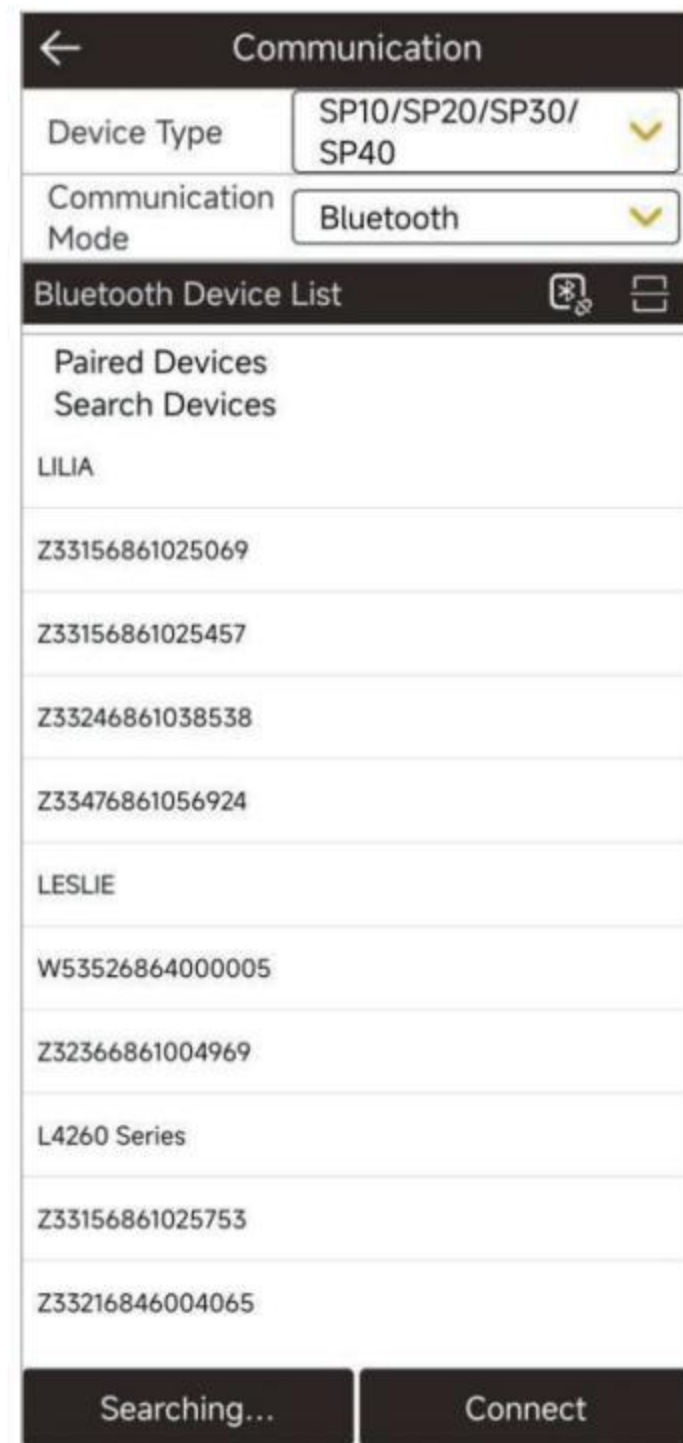 Communication
Device Type
SP10/SP20/SP30/
SP40
Communication
Mode
Bluetooth
Bluetooth Device List
Paired Devices
Search Devices
LILIA
Z33156861025069
Z33156861025457
Z33246861038538
Z33476861056924
LESLIE
W53526864000005
Z32366861004969
L4260 Series
Z33156861025753
Z33216846004065
Searching...
Connect